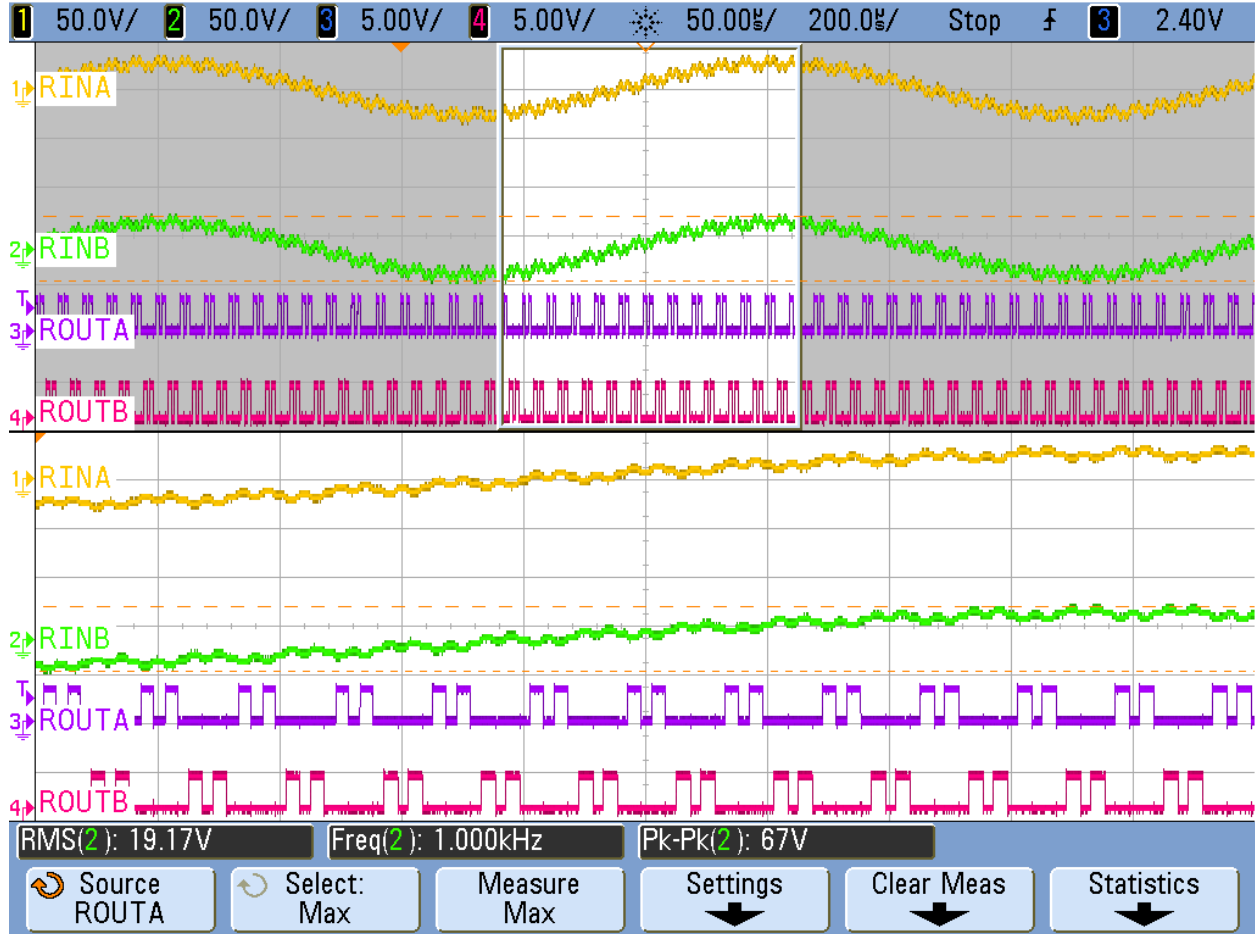 1 50.0V/ 2 50.0V/ 3 5.00V/ 4 5.00V/ 50.00µs/ 200.0µs/ Stop 3 2.40V
1 RINA
2 RINB
T
3 ROUTA
4 ROUTB
1 RINA
2 RINB
T
3 ROUTA
4 ROUTB
RMS(2): 19.17V Freq(2): 1.000kHz Pk-Pk(2): 67V
Source Select: Measure Settings Clear Meas Statistics
ROUTA Max Max